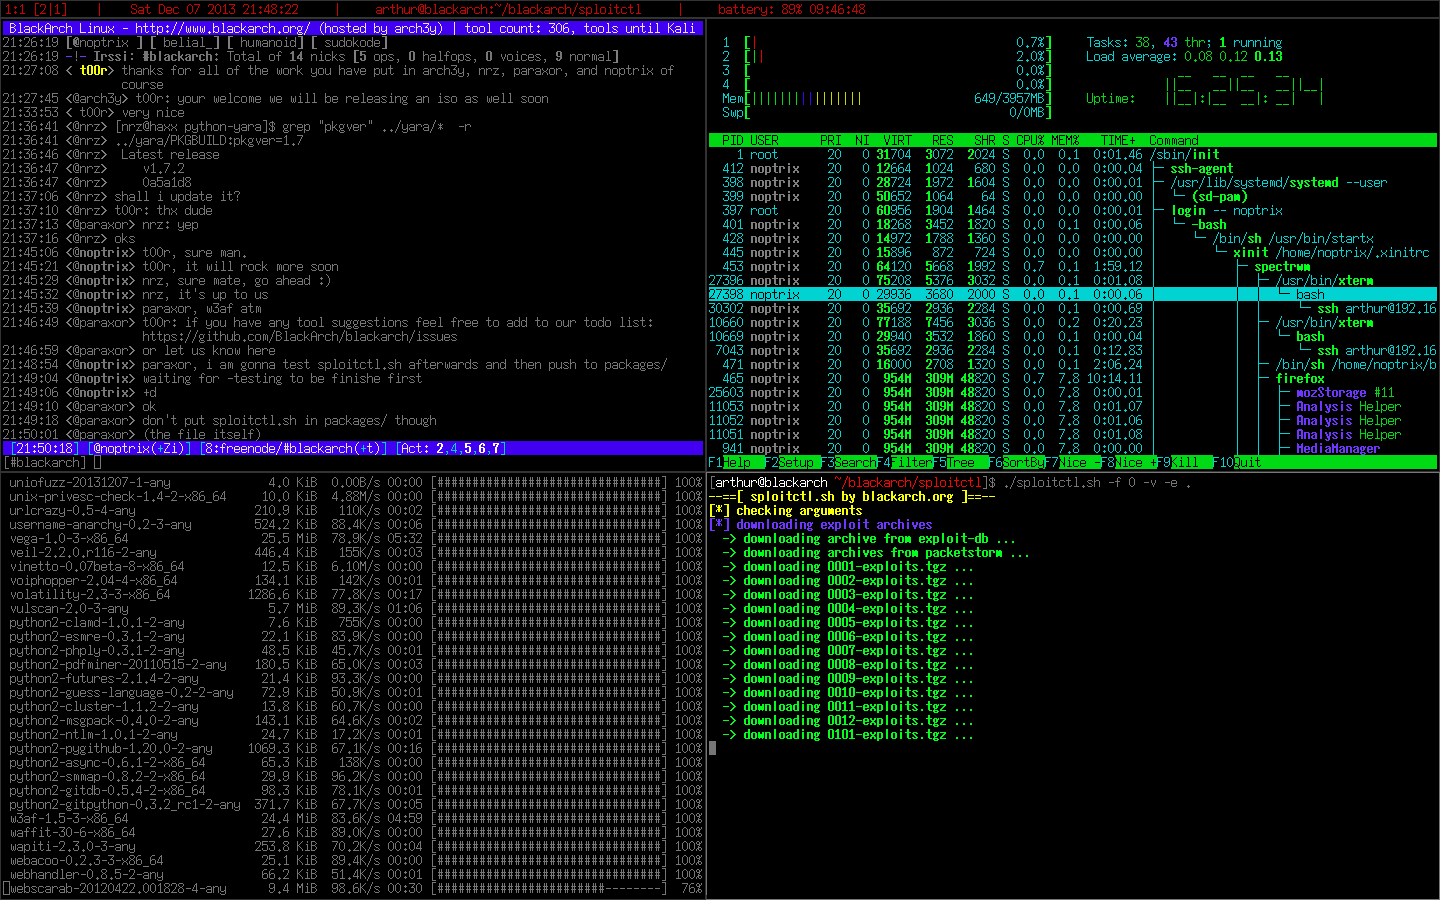 1:1 [2|1]    |    Sat Dec 07 2013 21:48:22    |    arthur@blackarch:~/blackarch/sploitctl    |    battery: 89% 09:46:48
BlackArch Linux - http://www.blackarch.org/ (hosted by arch3y) | tool count: 306, tools until Kali
21:26:19 [@noptrix ] [ belial_] [ humanoid] [ sudokode]
21:26:19 -!- Irssi: #blackarch: Total of 14 nicks [5 ops, 0 halfops, 0 voices, 9 normal]
21:27:08 < t00r> thanks for all of the work you have put in arch3y, nrz, paraxor, and noptrix of
course
21:27:45 <@arch3y> t00r: your welcome we will be releasing an iso as well soon
21:33:53 < t00r> very nice
21:36:41 <@nrz> [nrz@haxx python-yara]$ grep "pkgver" ../yara/*  -r
21:36:41 <@nrz> ../yara/PKGBUILD:pkgver=1.7
21:36:46 <@nrz>  Latest release
21:36:47 <@nrz>     v1.7.2
21:36:47 <@nrz>     0a5a1d8
21:37:06 <@nrz> shall i update it?
21:37:10 <@nrz> t00r: thx dude
21:37:13 <@paraxor> nrz: yep
21:37:16 <@nrz> oks
21:45:06 <@noptrix> t00r, sure man.
21:45:21 <@noptrix> t00r, it will rock more soon
21:45:29 <@noptrix> nrz, sure mate, go ahead :)
21:45:32 <@noptrix> nrz, it's up to us
21:45:39 <@noptrix> paraxor, w3af atm
21:46:49 <@paraxor> t00r: if you have any tool suggestions feel free to add to our todo list:
https://github.com/BlackArch/blackarch/issues
21:46:59 <@paraxor> or let us know here
21:48:54 <@noptrix> paraxor, i am gonna test sploitctl.sh afterwards and then push to packages/
21:49:04 <@noptrix> waiting for -testing to be finishe first
21:49:06 <@noptrix> +d
21:49:10 <@paraxor> ok
21:49:18 <@paraxor> don't put sploitctl.sh in packages/ though
21:50:01 <@paraxor> (the file itself)
[21:50:18] [@noptrix(+Zi)] [8:freenode/#blackarch(+t)] [Act: 2,4,5,6,7]
[#blackarch]
1  [|  0.7%]    Tasks: 38, 43 thr; 1 running
2  [||  2.0%]    Load average: 0.08 0.12 0.13
3  [  0.0%]
4  [  0.0%]
Mem[||||||||||||||||  649/3957MB]    Uptime:
Swp[  0/0MB]
PID USER      PRI  NI  VIRT   RES   SHR S CPU% MEM%   TIME+  Command
1 root       20   0 31704  3072  2024 S  0.0  0.1  0:01.46 /sbin/init
412 noptrix    20   0 12664  1024   680 S  0.0  0.0  0:00.04 ├─ ssh-agent
398 noptrix    20   0 28724  1972  1604 S  0.0  0.0  0:00.01 ├─ /usr/lib/systemd/systemd --user
399 noptrix    20   0 50652  1064    64 S  0.0  0.0  0:00.00 │  └─ (sd-pam)
397 root       20   0 60956  1904  1464 S  0.0  0.0  0:00.01 ├─ login -- noptrix
401 noptrix    20   0 18268  3452  1820 S  0.0  0.1  0:00.06 │  └─ -bash
428 noptrix    20   0 14972  1788  1360 S  0.0  0.0  0:00.00 │     └─ /bin/sh /usr/bin/startx
445 noptrix    20   0 15896   872   724 S  0.0  0.0  0:00.00 │        └─ xinit /home/noptrix/.xinitrc
453 noptrix    20   0 64120  5668  1992 S  0.7  0.1  1:59.12 │           ├─ spectrwm
27396 noptrix    20   0 75208  5376  3032 S  0.0  0.1  0:01.08 │           │  ├─ /usr/bin/xterm
27398 noptrix    20   0 29936  3680  2000 S  0.0  0.1  0:00.06 │           │  │  └─ bash
30302 noptrix    20   0 35692  2936  2284 S  0.0  0.1  0:00.69 │           │  │     └─ ssh arthur@192.16
10660 noptrix    20   0 77188  7456  3036 S  0.0  0.2  0:20.23 │           │  ├─ /usr/bin/xterm
10669 noptrix    20   0 29940  3532  1860 S  0.0  0.1  0:00.04 │           │  │  └─ bash
7043 noptrix    20   0 35692  2936  2284 S  0.0  0.1  0:12.83 │           │  │     └─ ssh arthur@192.16
471 noptrix    20   0 16000  2708  1320 S  0.0  0.1  2:06.24 │           │  ├─ /bin/sh /home/noptrix/b
465 noptrix    20   0  954M  309M 48820 S  0.7  7.8 10:14.11 │           ├─ firefox
25603 noptrix    20   0  954M  309M 48820 S  0.0  7.8  0:00.01 │           │  ├─ mozStorage #11
11053 noptrix    20   0  954M  309M 48820 S  0.0  7.8  0:01.07 │           │  ├─ Analysis Helper
11052 noptrix    20   0  954M  309M 48820 S  0.0  7.8  0:01.06 │           │  ├─ Analysis Helper
11051 noptrix    20   0  954M  309M 48820 S  0.0  7.8  0:01.08 │           │  ├─ Analysis Helper
941 noptrix    20   0  954M  309M 48820 S  0.0  7.8  0:00.00 │           │  ├─ MediaManager
F1Help  F2Setup F3SearchF4FilterF5Tree  F6SortByF7Nice -F8Nice +F9Kill  F10Quit
uniofuzz-20131207-1-any  4.0 KiB  0.00B/s 00:00 [################################] 100%
unix-privesc-check-1.4-2-x86_64  10.0 KiB  4.88M/s 00:00 [################################] 100%
urlcrazy-0.5-4-any  210.9 KiB  110K/s 00:02 [################################] 100%
username-anarchy-0.2-3-any  524.2 KiB  88.4K/s 00:06 [################################] 100%
vega-1.0-3-x86_64  25.5 MiB  78.9K/s 05:32 [################################] 100%
veil-2.2.0.r116-2-any  446.4 KiB  155K/s 00:03 [################################] 100%
vinetto-0.07beta-8-x86_64  12.5 KiB  6.10M/s 00:00 [################################] 100%
voiphopper-2.04-4-x86_64  134.1 KiB  142K/s 00:01 [################################] 100%
volatility-2.3-3-x86_64  1286.6 KiB  77.8K/s 00:17 [################################] 100%
vulscan-2.0-3-any  5.7 MiB  89.3K/s 01:06 [################################] 100%
python2-clamd-1.0.1-2-any  7.6 KiB  755K/s 00:00 [################################] 100%
python2-esmre-0.3.1-2-any  22.1 KiB  83.9K/s 00:00 [################################] 100%
python2-phply-0.3.1-2-any  48.5 KiB  45.7K/s 00:01 [################################] 100%
python2-pdfminer-20110515-2-any  180.5 KiB  65.0K/s 00:03 [################################] 100%
python2-futures-2.1.4-2-any  21.4 KiB  93.3K/s 00:00 [################################] 100%
python2-guess-language-0.2-2-any  72.9 KiB  50.9K/s 00:01 [################################] 100%
python2-cluster-1.1.2-2-any  13.8 KiB  60.7K/s 00:00 [################################] 100%
python2-msgpack-0.4.0-2-any  143.1 KiB  64.6K/s 00:02 [################################] 100%
python2-ntlm-1.0.1-2-any  24.7 KiB  17.2K/s 00:01 [################################] 100%
python2-pygithub-1.20.0-2-any  1069.3 KiB  67.1K/s 00:16 [################################] 100%
python2-async-0.6.1-2-x86_64  65.3 KiB  138K/s 00:00 [################################] 100%
python2-smmap-0.8.2-2-x86_64  29.9 KiB  96.2K/s 00:00 [################################] 100%
python2-gitdb-0.5.4-2-x86_64  98.3 KiB  78.1K/s 00:01 [################################] 100%
python2-gitpython-0.3.2_rc1-2-any  371.7 KiB  67.7K/s 00:05 [################################] 100%
w3af-1.5-3-x86_64  24.4 MiB  83.6K/s 04:59 [################################] 100%
waffit-30-6-x86_64  27.6 KiB  89.0K/s 00:00 [################################] 100%
wapiti-2.3.0-3-any  253.8 KiB  70.2K/s 00:04 [################################] 100%
webacoo-0.2.3-3-x86_64  25.1 KiB  89.4K/s 00:00 [################################] 100%
webhandler-0.8.5-2-any  66.2 KiB  51.4K/s 00:01 [################################] 100%
webscarab-20120422.001828-4-any  9.4 MiB  98.6K/s 00:30 [########################--------] 76%
[arthur@blackarch ~/blackarch/sploitctl]$ ./sploitctl.sh -f 0 -v -e .
--==[ sploitctl.sh by blackarch.org ]==--
[*] checking arguments
[*] downloading exploit archives
-> downloading archive from exploit-db ...
-> downloading archives from packetstorm ...
-> downloading 0001-exploits.tgz ...
-> downloading 0002-exploits.tgz ...
-> downloading 0003-exploits.tgz ...
-> downloading 0004-exploits.tgz ...
-> downloading 0005-exploits.tgz ...
-> downloading 0006-exploits.tgz ...
-> downloading 0007-exploits.tgz ...
-> downloading 0008-exploits.tgz ...
-> downloading 0009-exploits.tgz ...
-> downloading 0010-exploits.tgz ...
-> downloading 0011-exploits.tgz ...
-> downloading 0012-exploits.tgz ...
-> downloading 0101-exploits.tgz ...